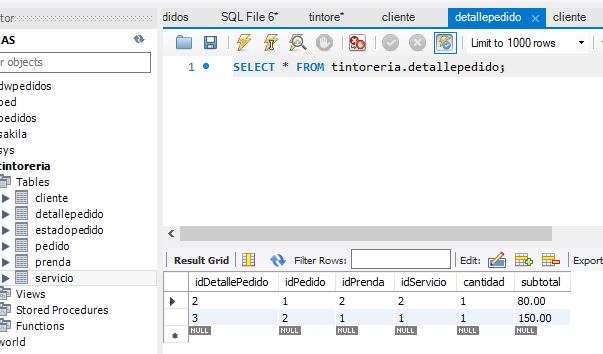 tor
didos SQL File 6* tintore* cliente detallepedido cliente
MAS
Limit to 1000 rows
r objects
1 SELECT * FROM tintoreria.detallepedido;
dwpedidos
ped
pedidos
sakila
sys
tintoreria
Tables
cliente
detallepedido
estadopedido
pedido
prenda
servicio
Views
Stored Procedures
Functions
world
Result Grid Filter Rows: Edit: Export
idDetallePedido idPedido idPrenda idServicio cantidad subtotal
2 1 2 2 1 80.00
3 2 1 1 1 150.00
NULL NULL NULL NULL NULL NULL